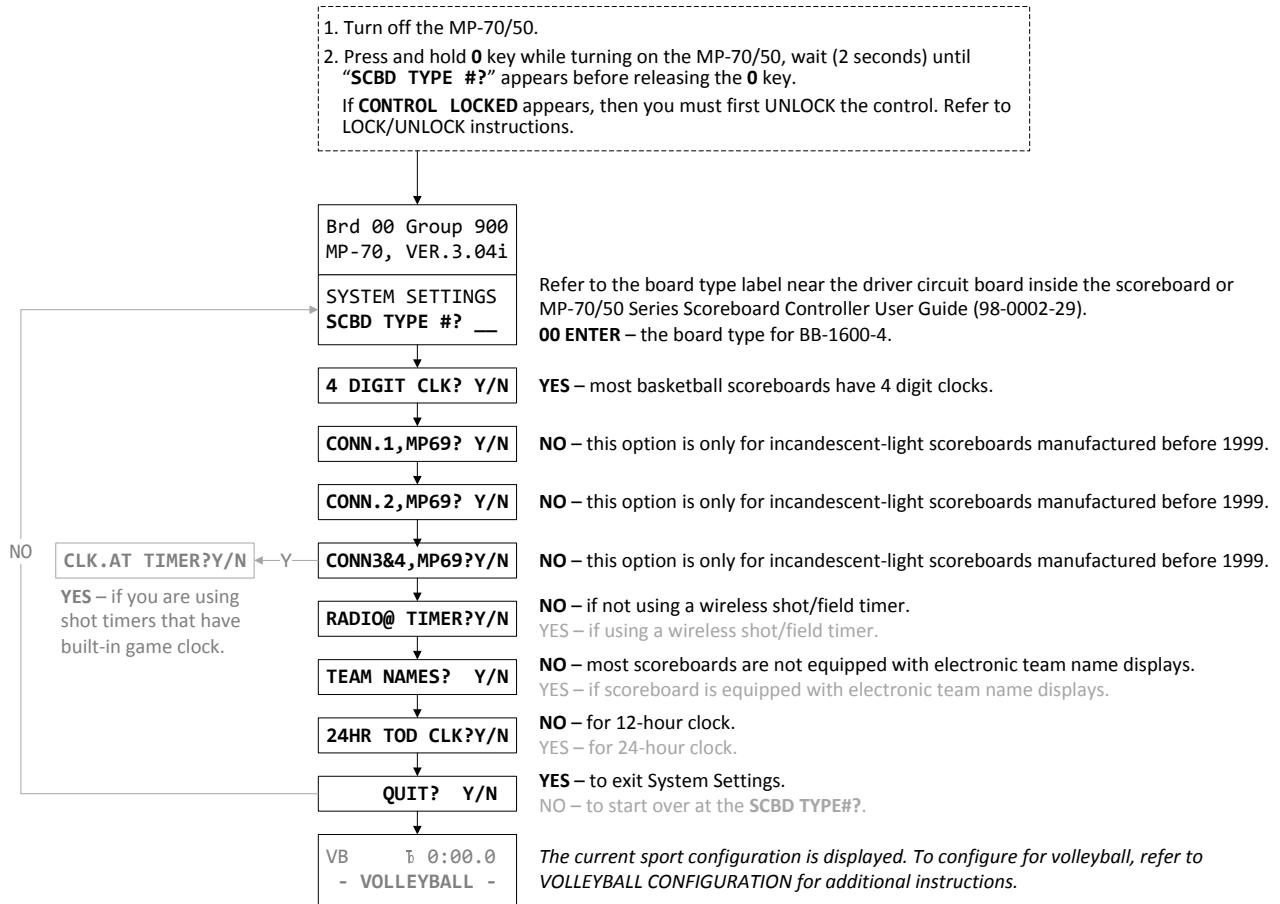 1. Turn off the MP-70/50.
2. Press and hold 0 key while turning on the MP-70/50, wait (2 seconds) until
“SCBD TYPE #?” appears before releasing the 0 key.
If CONTROL LOCKED appears, then you must first UNLOCK the control. Refer to
LOCK/UNLOCK instructions.
Brd 00 Group 900
MP-70, VER.3.04i
SYSTEM SETTINGS
SCBD TYPE #? __
Refer to the board type label near the driver circuit board inside the scoreboard or
MP-70/50 Series Scoreboard Controller User Guide (98-0002-29).
00 ENTER – the board type for BB-1600-4.
4 DIGIT CLK? Y/N
YES – most basketball scoreboards have 4 digit clocks.
CONN.1,MP69? Y/N
NO – this option is only for incandescent-light scoreboards manufactured before 1999.
CONN.2,MP69? Y/N
NO – this option is only for incandescent-light scoreboards manufactured before 1999.
NO
CLK.AT TIMER?Y/N
Y
CONN3&4,MP69?Y/N
NO – this option is only for incandescent-light scoreboards manufactured before 1999.
YES – if you are using
shot timers that have
built-in game clock.
RADIO@ TIMER?Y/N
NO – if not using a wireless shot/field timer.
YES – if using a wireless shot/field timer.
TEAM NAMES? Y/N
NO – most scoreboards are not equipped with electronic team name displays.
YES – if scoreboard is equipped with electronic team name displays.
24HR TOD CLK?Y/N
NO – for 12-hour clock.
YES – for 24-hour clock.
QUIT? Y/N
YES – to exit System Settings.
NO – to start over at the SCBD TYPE#?.
VB 0:00.0
- VOLLEYBALL -
The current sport configuration is displayed. To configure for volleyball, refer to
VOLLEYBALL CONFIGURATION for additional instructions.